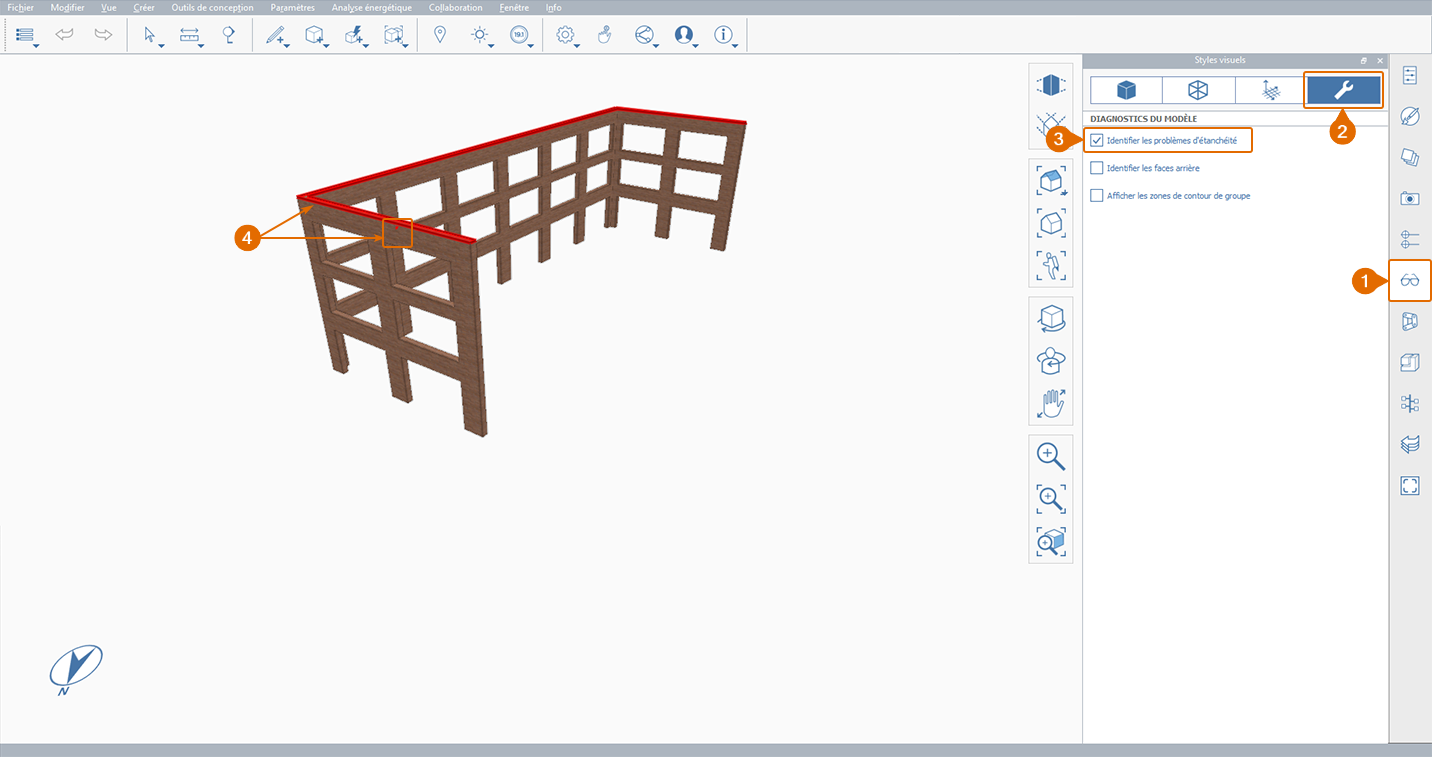 Fichier Modifier Vue Créer Outils de conception Paramètres Analyse énergétique Collaboration Fenêtre Info
191
Styles visuels
DIAGNOSTICS DU MODÈLE
Identifier les problèmes d'étanchéité
Identifier les faces arrière
Afficher les zones de contour de groupe
2
3
4
1
N